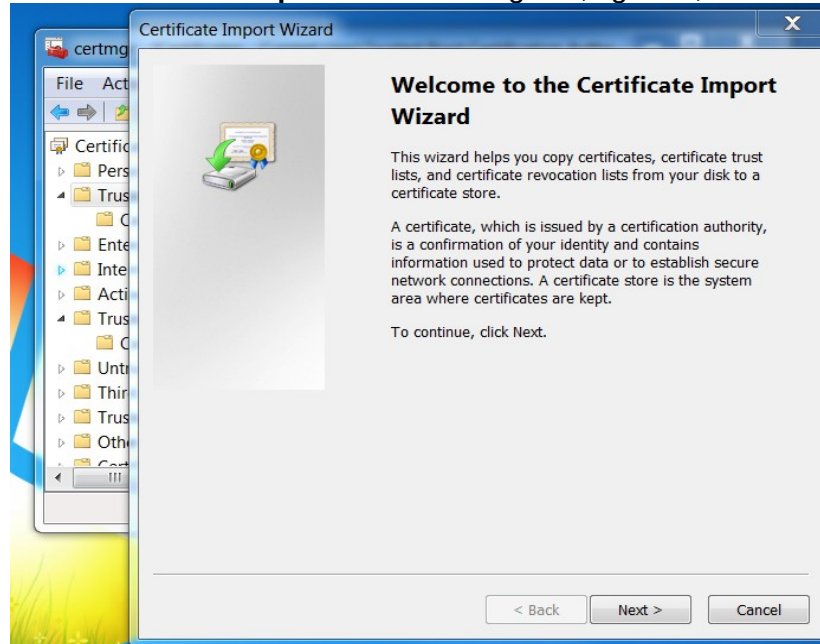 Certificate Import Wizard
X
certmg
File Act
Certific
Pers
Trus
C
Ente
Inte
Acti
Trus
C
Untr
Thir
Trus
Oth
Welcome to the Certificate Import
Wizard
This wizard helps you copy certificates, certificate trust
lists, and certificate revocation lists from your disk to a
certificate store.
A certificate, which is issued by a certification authority,
is a confirmation of your identity and contains
information used to protect data or to establish secure
network connections. A certificate store is the system
area where certificates are kept.
To continue, click Next.
< Back Next > Cancel